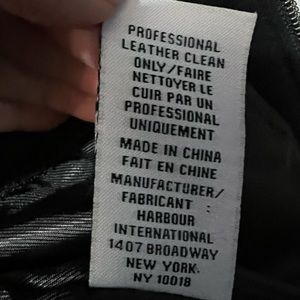 PROFESSIONAL
LEATHER CLEAN
ONLY/FAIRE
NETTOYER LE
CUIR PAR UN
PROFESSIONAL
UNIQUEMENT
MADE IN CHINA
FAIT EN CHINE
MANUFACTURER/
FABRICANT :
HARBOUR
INTERNATIONAL
1407 BROADWAY
NEW YORK.
NY 10018